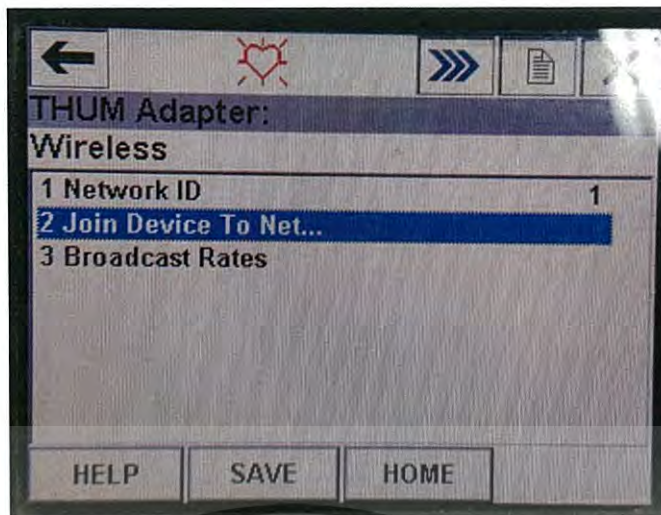 THUM Adapter:
Wireless
1 Network ID 1
2 Join Device To Net...
3 Broadcast Rates
HELP SAVE HOME